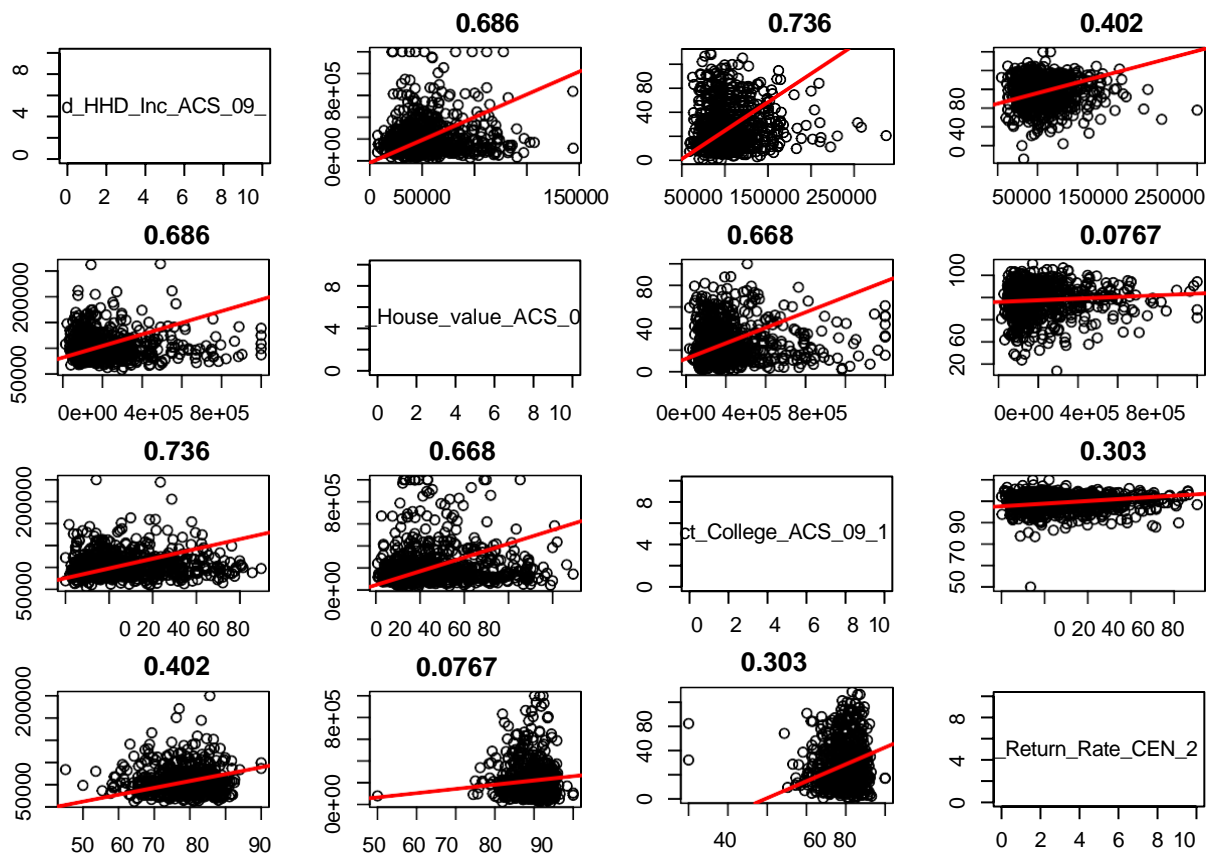 0.686
0.736
0.402
8
4
0
d_HHD_Inc_ACS_09_
0 2 4 6 8 10
0e+00 8e+05
0 50000 150000
0 40 80
50000 150000 250000
40 80
50000 150000 250000
0.686
0.668
0.0767
50000 200000
0e+00 4e+05 8e+05
8
4
0
_House_value_ACS_0
0 2 4 6 8 10
0 40 80
0e+00 4e+05 8e+05
20 60 100
0e+00 4e+05 8e+05
0.736
0.668
0.303
50000 200000
0 20 40 60 80
0e+00 8e+05
0 20 40 60 80
8
4
0
ct_College_ACS_09_1
0 2 4 6 8 10
50 70 90
0 20 40 60 80
0.402
0.0767
0.303
50000 200000
50 60 70 80 90
0e+00 8e+05
50 60 70 80 90
0 40 80
40 60 80
8
4
0
_Return_Rate_CEN_2
0 2 4 6 8 10